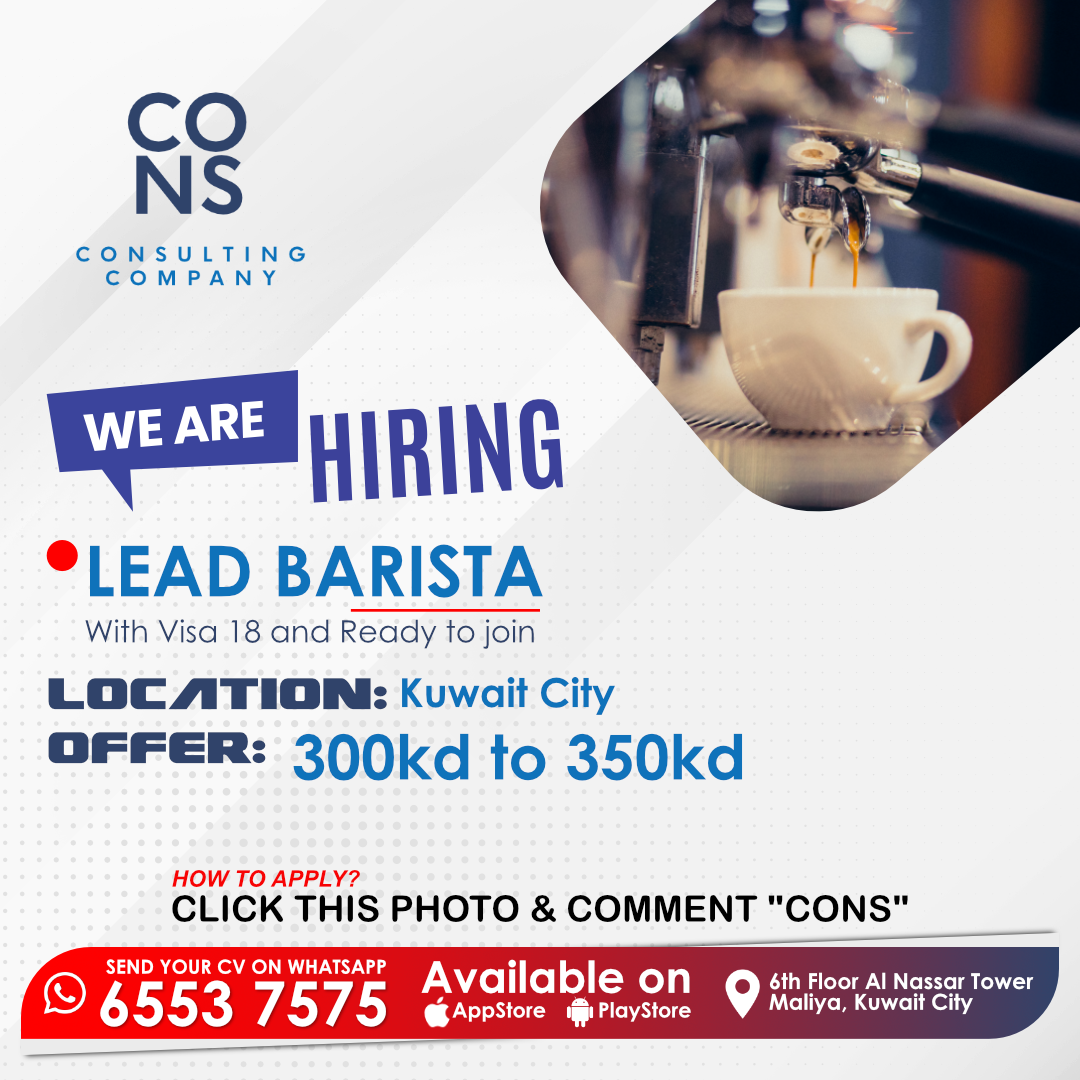 CO
NS
CONSULTING
COMPANY
WE ARE HIRING
LEAD BARISTA
With Visa 18 and Ready to join
LOCATION: Kuwait City
OFFER: 300kd to 350kd
HOW TO APPLY?
CLICK THIS PHOTO & COMMENT "CONS"
SEND YOUR CV ON WHATSAPP
6553 7575
Available on
AppStore PlayStore
6th Floor Al Nassar Tower
Maliya, Kuwait City